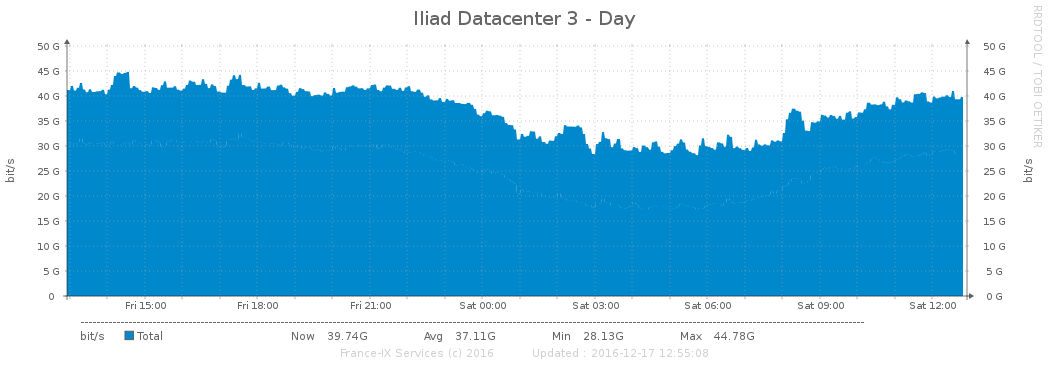 Iliad Datacenter 3 - Day
RRDTOOL / TOBI OETIKER
50 G 50 G
45 G 45 G
40 G 40 G
35 G 35 G
30 G 30 G
25 G 25 G
20 G 20 G
15 G 15 G
10 G 10 G
5 G 5 G
0 0 G
bit/s bit/s
Fri 15:00 Fri 18:00 Fri 21:00 Sat 00:00 Sat 03:00 Sat 06:00 Sat 09:00 Sat 12:00
bit/s Total Now 39.74G Avg 37.11G Min 28.13G Max 44.78G
France-IX Services (c) 2016 Updated : 2016-12-17 12:55:08